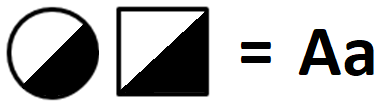 = Aa